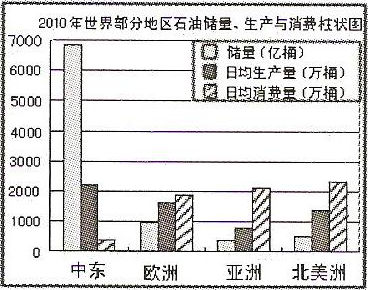 2010年世界部分地区石油储量、生产与消费柱状图
7000
6000
5000
4000
3000
2000
1000
0
储量(亿桶)
日均生产量(万桶)
日均消费量(万桶)
中东 欧洲 亚洲 北美洲